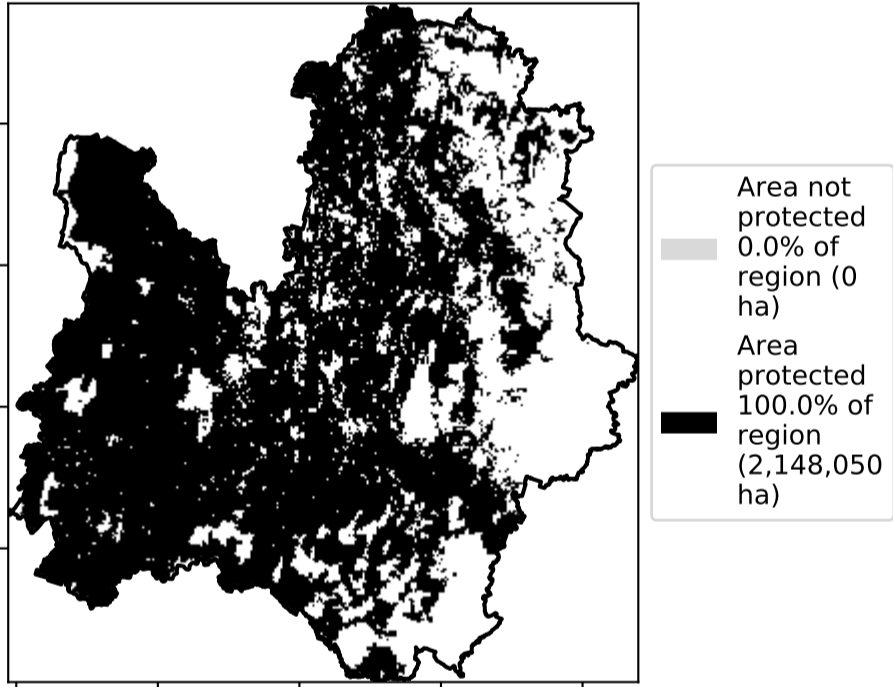 Area not
protected
0.0% of
region (0
ha)
Area
protected
100.0% of
region
(2,148,050
ha)